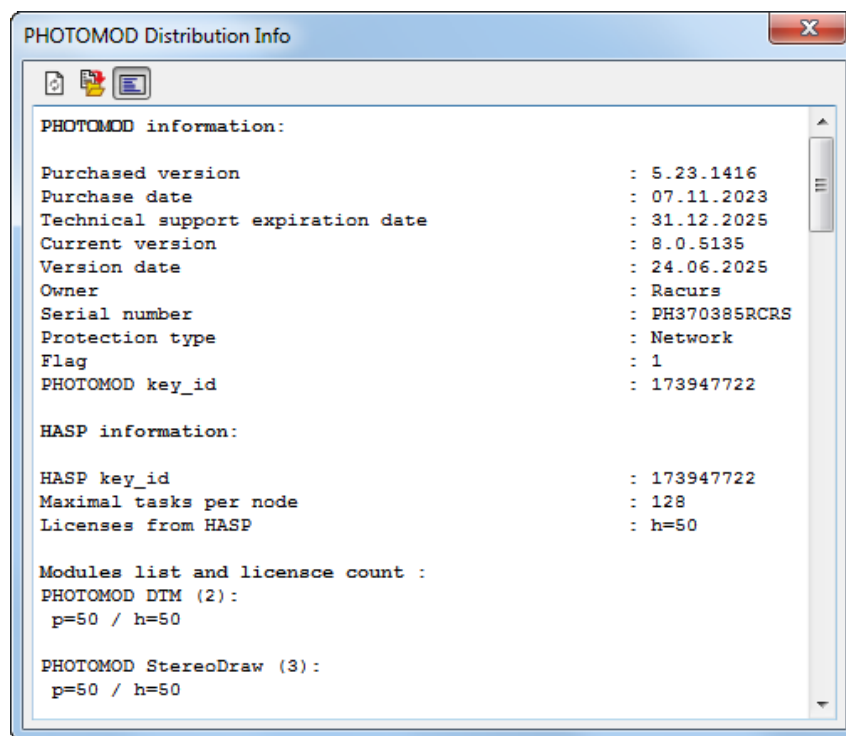 PHOTOMOD Distribution Info
PHOTOMOD information:
Purchased version : 5.23.1416
Purchase date : 07.11.2023
Technical support expiration date : 31.12.2025
Current version : 8.0.5135
Version date : 24.06.2025
Owner : Racurs
Serial number : PH370385RCRS
Protection type : Network
Flag : 1
PHOTOMOD key_id : 173947722
HASP information:
HASP key_id : 173947722
Maximal tasks per node : 128
Licenses from HASP : h=50
Modules list and licensce count :
PHOTOMOD DTM (2):
p=50 / h=50
PHOTOMOD StereoDraw (3):
p=50 / h=50